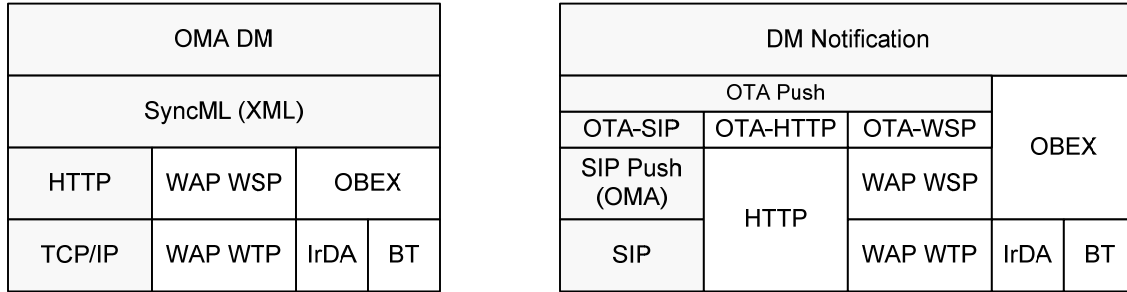 OMA DM
SyncML (XML)
HTTP WAP WSP OBEX
TCP/IP WAP WTP IrDA BT
DM Notification
OTA Push
OTA-SIP OTA-HTTP OTA-WSP
OBEX
SIP Push
(OMA)
HTTP
WAP WSP
SIP
WAP WTP IrDA BT